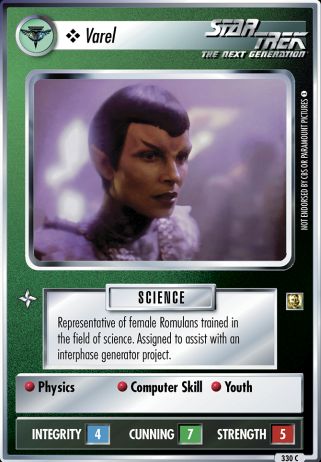 ❖ Varel
STAR TREK
THE NEXT GENERATION
NOT ENDORSED BY CBS OR PARAMOUNT PICTURES
SCIENCE
Representative of female Romulans trained in
the field of science. Assigned to assist with an
interphase generator project.
Physics Computer Skill Youth
INTEGRITY 4 CUNNING 7 STRENGTH 5
330 C